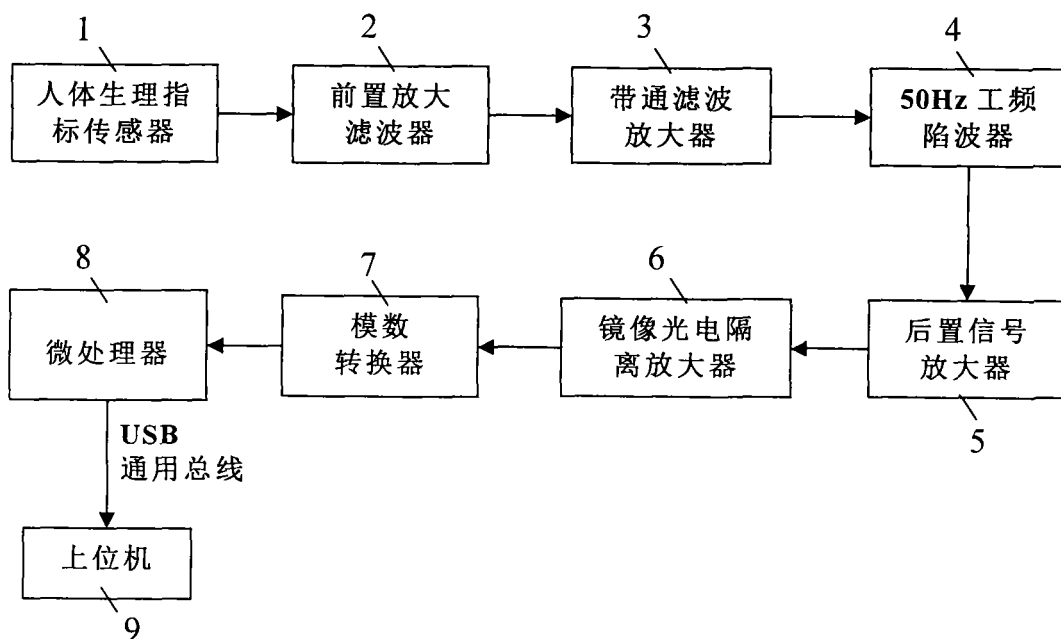 1
人体生理指
标传感器
2
前置放大
滤波器
3
带通滤波
放大器
4
50Hz 工频
陷波器
8
微处理器
7
模数
转换器
6
镜像光电隔
离放大器
后置信号
放大器
5
USB
通用总线
上位机
9